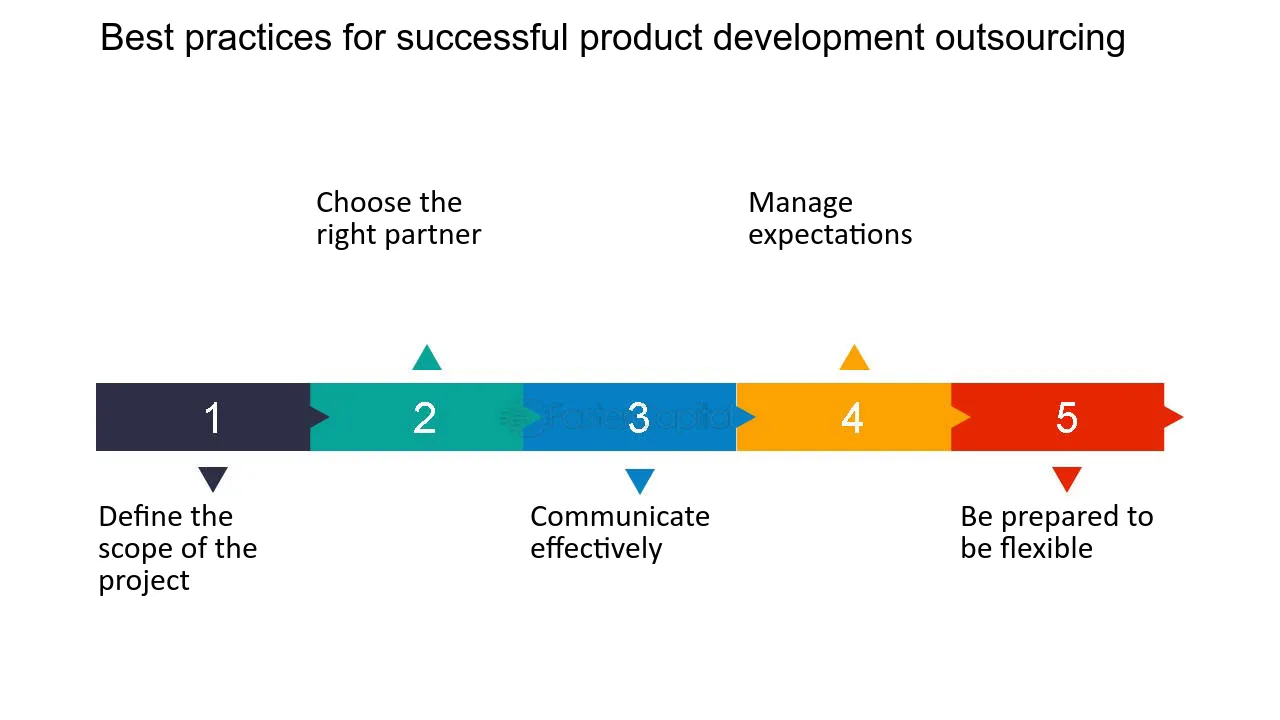 Best practices for successful product development outsourcing
Choose the
right partner
Manage
expectations
1
2
3
4
5
Define the
scope of the
project
Communicate
effectively
Be prepared to
be flexible